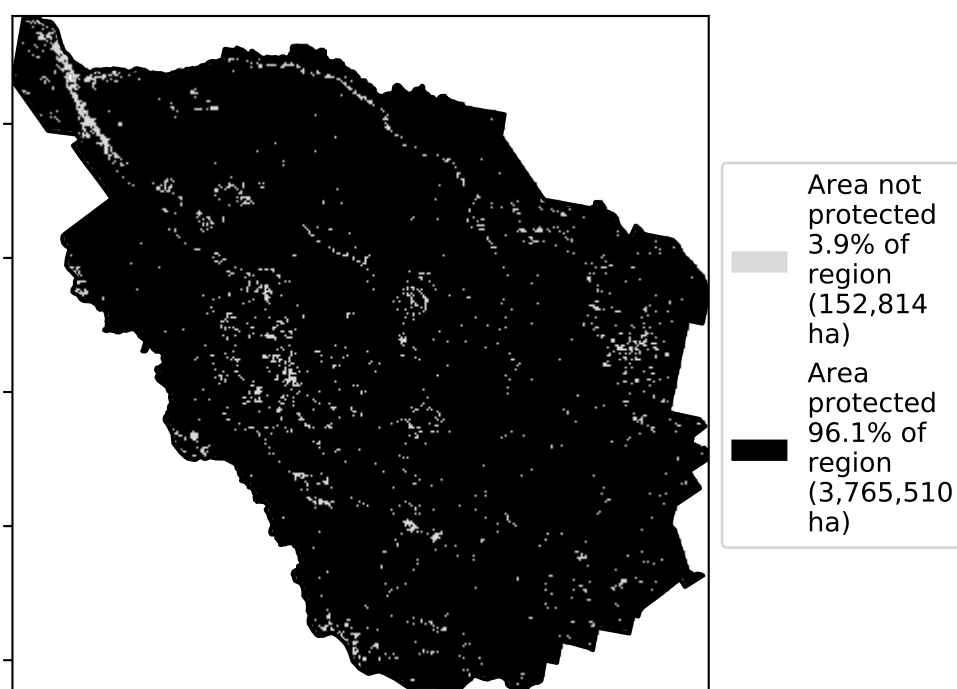 Area not
protected
3.9% of
region
(152,814
ha)
Area
protected
96.1% of
region
(3,765,510
ha)